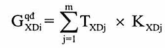 G^{qd}_{XDi} = \sum_{j=1}^{m} T_{XDj} × K_{XDj}